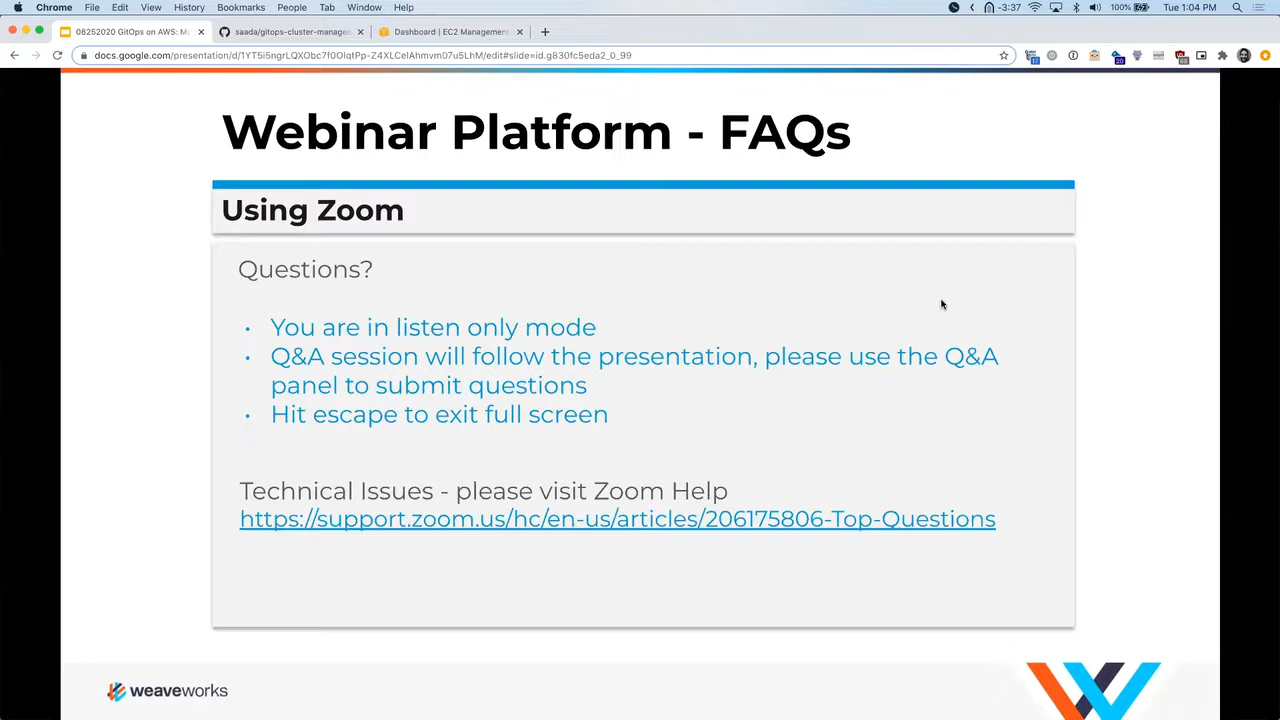 Chrome File Edit View History Bookmarks People Tab Window Help -3:37 100% Tue 1:04 PM
08252020 GitOps on AWS: M saada/gitops-cluster-manage Dashboard | EC2 Management
docs.google.com/presentation/d/1YT5i5ngrLQXObc7f0OlqtPp-Z4XLCelAhmvm07u5LhM/edit#slide=id.g830fc5eda2_0_99
Webinar Platform - FAQs
Using Zoom
Questions?
• You are in listen only mode
• Q&A session will follow the presentation, please use the Q&A
panel to submit questions
• Hit escape to exit full screen
Technical Issues - please visit Zoom Help
https://support.zoom.us/hc/en-us/articles/206175806-Top-Questions
weaveworks